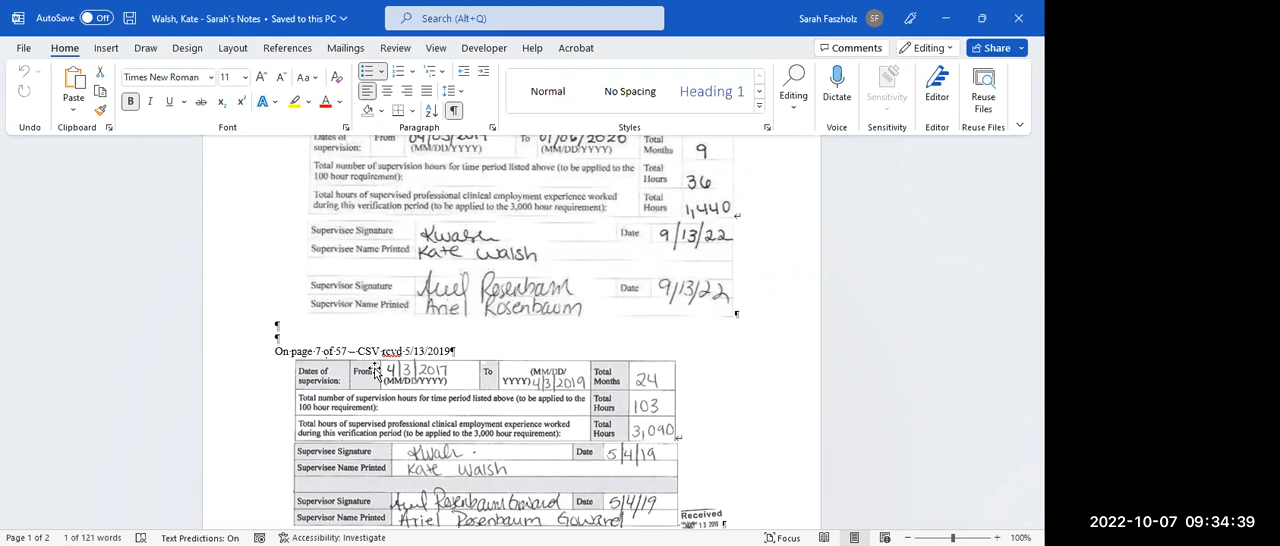 AutoSave Off Walsh, Kate - Sarah's Notes • Saved to this PC Search (Alt+Q) Sarah Faszholz SF
File Home Insert Draw Design Layout References Mailings Review View Developer Help Acrobat Comments Editing Share
Times New Roman 11
Paste
Normal No Spacing Heading 1
Editing Dictate Sensitivity Editor Reuse Files
Undo Clipboard Font Paragraph Styles Voice Sensitivity Editor Reuse Files
Dates of supervision: From (MM/DD/YYYY) To 01/06/2020 (MM/DD/YYYY) Total Months 9
Total number of supervision hours for time period listed above (to be applied to the 100 hour requirement): Total Hours 36
Total hours of supervised professional clinical employment experience worked during this verification period (to be applied to the 3,000 hour requirement): Total Hours 1,440
Supervisee Signature KWalsh Date 9/13/22
Supervisee Name Printed Kate Walsh
Supervisor Signature Ariel Rosenbaum Date 9/13/22
Supervisor Name Printed Ariel Rosenbaum
On page 7 of 57 – CSV rcvd 5/13/2019
Dates of supervision: From 4/3/2017 (MM/DD/YYYY) To (MM/DD/YYYY) 4/3/2019 Total Months 24
Total number of supervision hours for time period listed above (to be applied to the 100 hour requirement): Total Hours 103
Total hours of supervised professional clinical employment experience worked during this verification period (to be applied to the 3,000 hour requirement): Total Hours 3,090
Supervisee Signature Date 5/4/19
Supervisee Name Printed Kate Walsh
Supervisor Signature Ariel Rosenbaum Goward Date 5/4/19
Supervisor Name Printed Ariel Rosenbaum Goward
Received
2022-10-07 09:34:39
Page 1 of 2 1 of 121 words Text Predictions: On Accessibility: Investigate Focus 100%